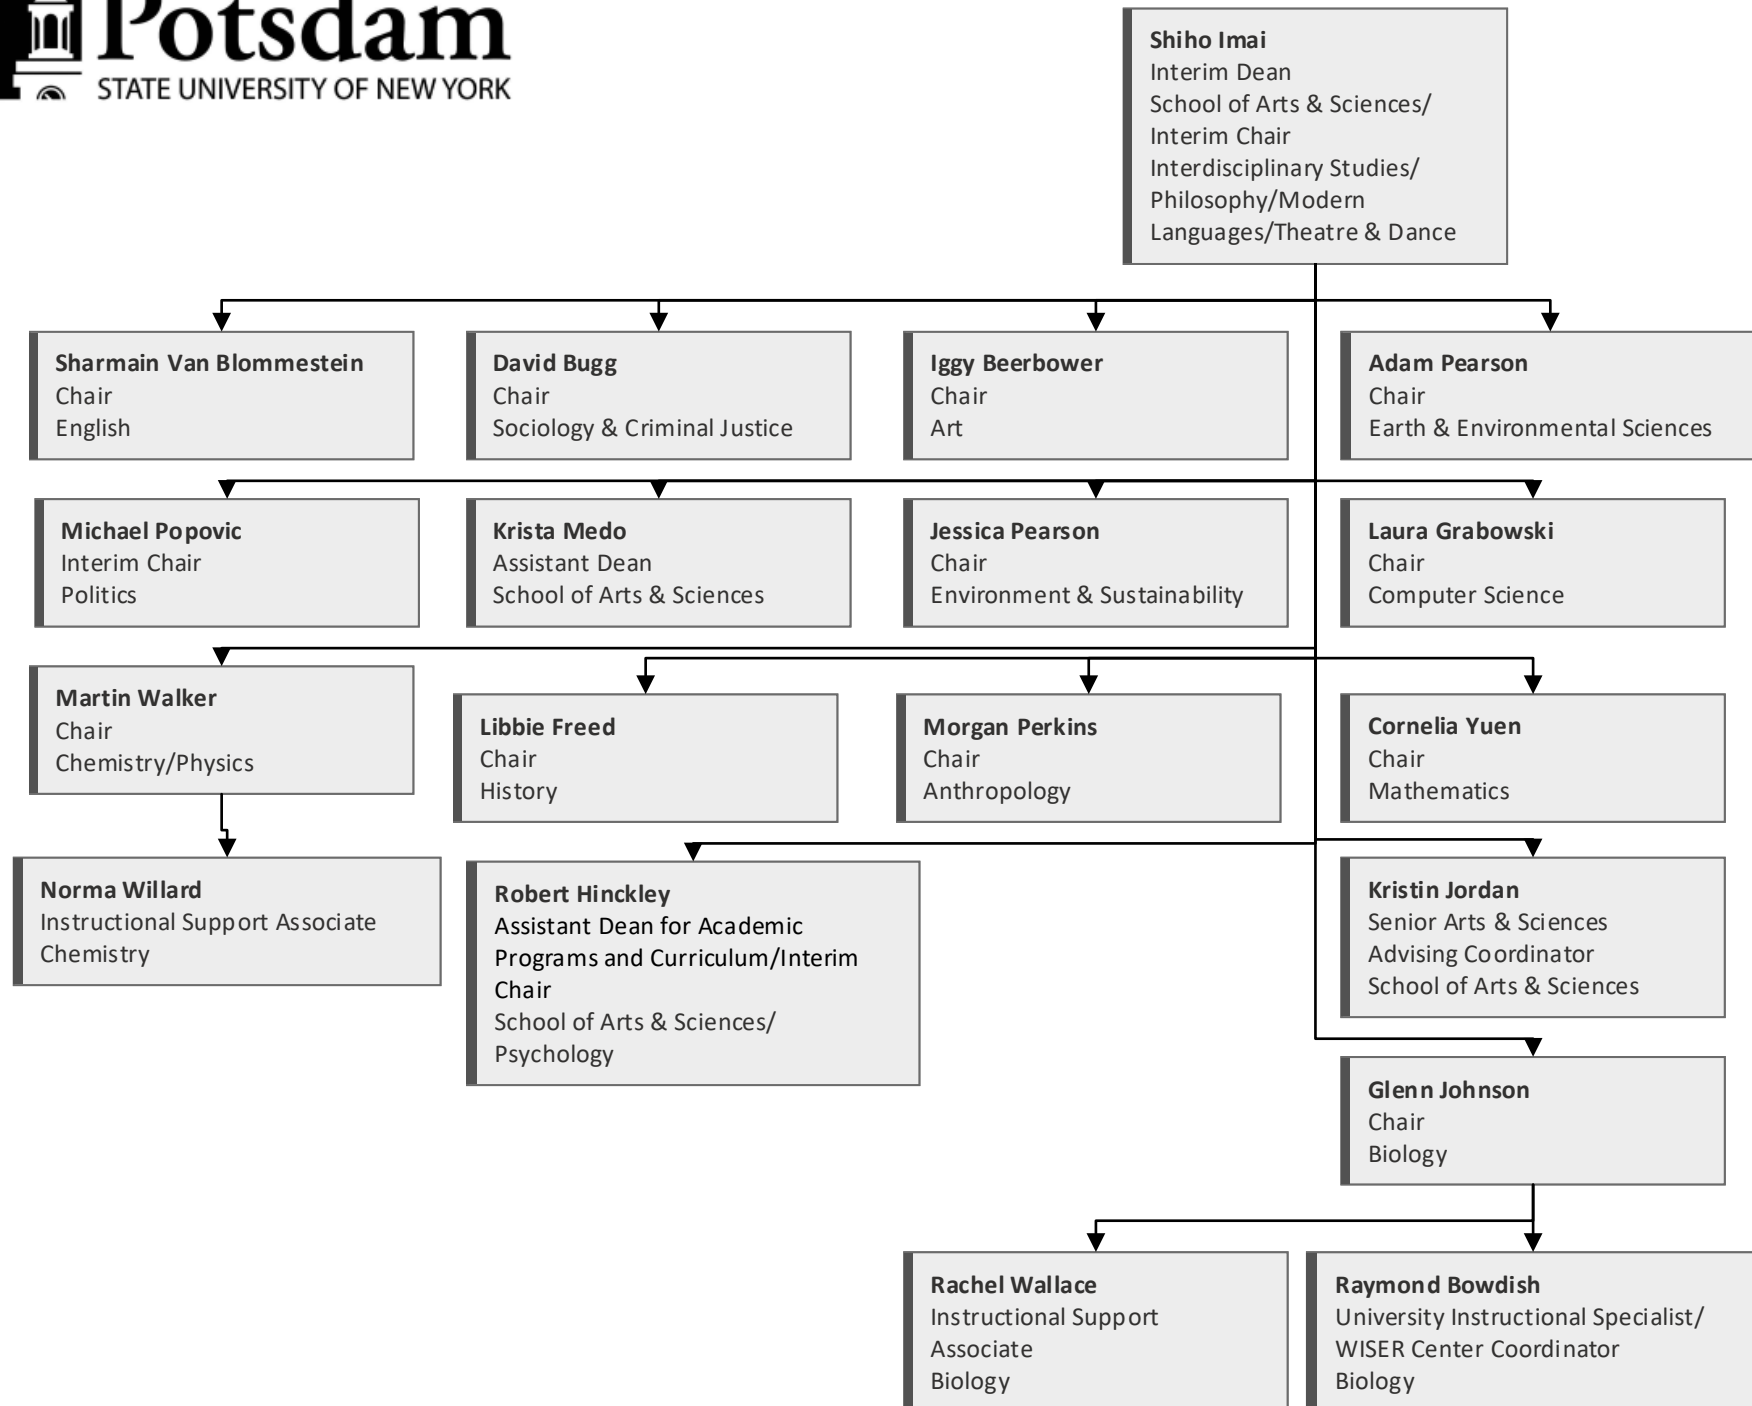 Potsdam
STATE UNIVERSITY OF NEW YORK
Shiho Imai
Interim Dean
School of Arts & Sciences/
Interim Chair
Interdisciplinary Studies/
Philosophy/Modern
Languages/Theatre & Dance
Sharmain Van Blommestein
Chair
English
David Bugg
Chair
Sociology & Criminal Justice
Iggy Beerbower
Chair
Art
Adam Pearson
Chair
Earth & Environmental Sciences
Michael Popovic
Interim Chair
Politics
Krista Medo
Assistant Dean
School of Arts & Sciences
Jessica Pearson
Chair
Environment & Sustainability
Laura Grabowski
Chair
Computer Science
Martin Walker
Chair
Chemistry/Physics
Libbie Freed
Chair
History
Morgan Perkins
Chair
Anthropology
Cornelia Yuen
Chair
Mathematics
Norma Willard
Instructional Support Associate
Chemistry
Robert Hinckley
Assistant Dean for Academic
Programs and Curriculum/Interim
Chair
School of Arts & Sciences/
Psychology
Kristin Jordan
Senior Arts & Sciences
Advising Coordinator
School of Arts & Sciences
Glenn Johnson
Chair
Biology
Rachel Wallace
Instructional Support
Associate
Biology
Raymond Bowdish
University Instructional Specialist/
WISER Center Coordinator
Biology